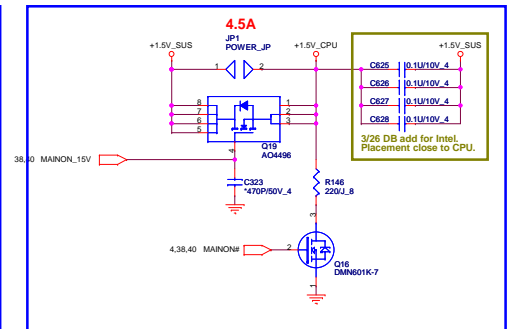 4.5A
JP1
POWER_JP
+1.5V_SUS
+1.5V_CPU
+1.5V_SUS
1
2
C625
0.1U/10V_4
C626
0.1U/10V_4
C627
0.1U/10V_4
C628
0.1U/10V_4
3/26 DB add for Intel.
Placement close to CPU.
8
7
6
5
1
2
3
4
Q19
AO4496
38,40 MAINON_15V
C323
*470P/50V_4
R146
220/J_8
3
4,38,40 MAINON#
2
Q16
DMN601K-7
1